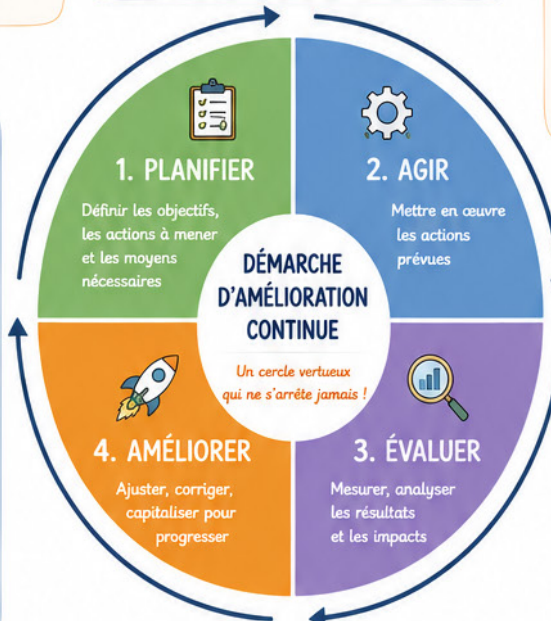 1. PLANIFIER
Définir les objectifs,
les actions à mener
et les moyens
nécessaires
2. AGIR
Mettre en œuvre
les actions
prévues
DÉMARCHE
D'AMÉLIORATION
CONTINUE
Un cercle vertueux
qui ne s'arrête jamais !
4. AMÉLIORER
Ajuster, corriger,
capitaliser pour
progresser
3. ÉVALUER
Mesurer, analyser
les résultats
et les impacts